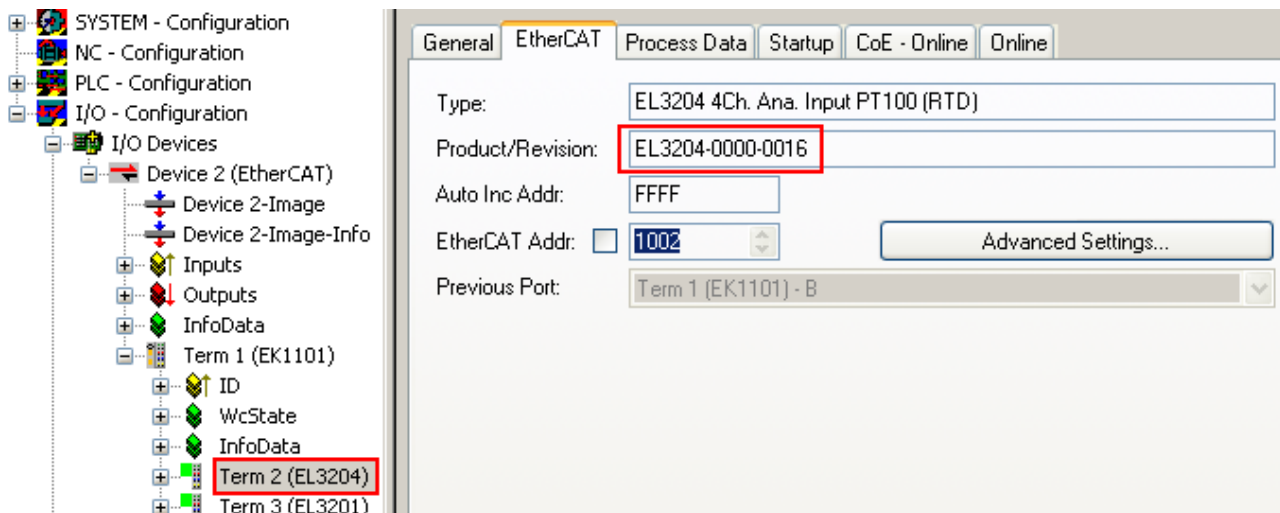 SYSTEM - Configuration
NC - Configuration
PLC - Configuration
I/O - Configuration
I/O Devices
Device 2 (EtherCAT)
Device 2-Image
Device 2-Image-Info
Inputs
Outputs
InfoData
Term 1 (EK1101)
ID
WcState
InfoData
Term 2 (EL3204)
Term 3 (EL3201)
General EtherCAT Process Data Startup CoE - Online Online
Type: EL3204 4Ch. Ana. Input PT100 (RTD)
Product/Revision: EL3204-0000-0016
Auto Inc Addr: FFFF
EtherCAT Addr: 1002 Advanced Settings...
Previous Port: Term 1 (EK1101) - B